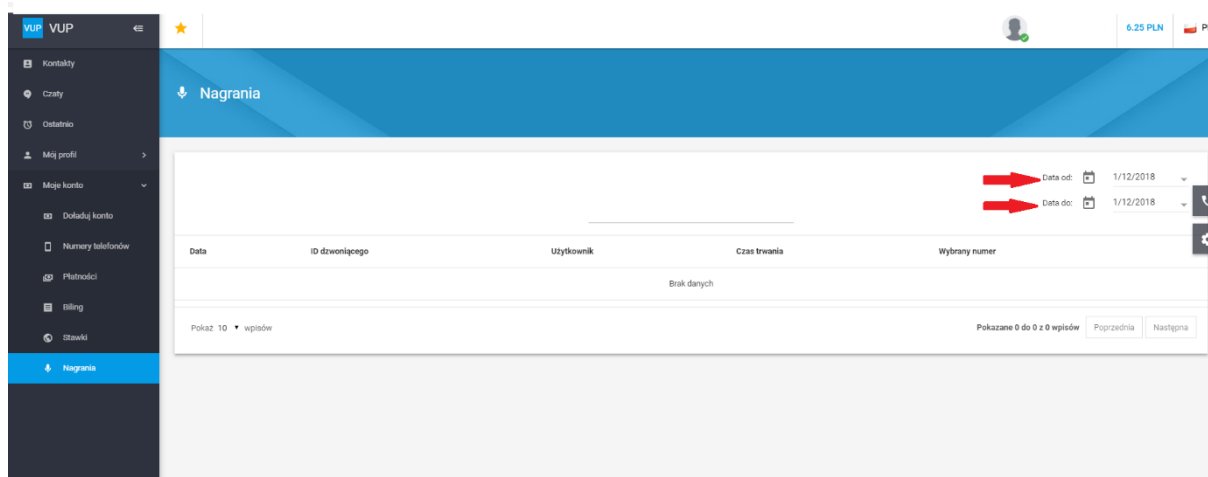 VUP VUP
6.25 PLN
Kontakty
Czaty
Ostatnio
Mój profil
Moje konto
Doładuj konto
Numery telefonów
Płatności
Biling
Stawki
Nagrania
Nagrania
Data od: 1/12/2018
Data do: 1/12/2018
Data ID dzwoniącego Użytkownik Czas trwania Wybrany numer
Brak danych
Pokaż 10 wpisów Pokazane 0 do 0 z 0 wpisów Poprzednia Następna